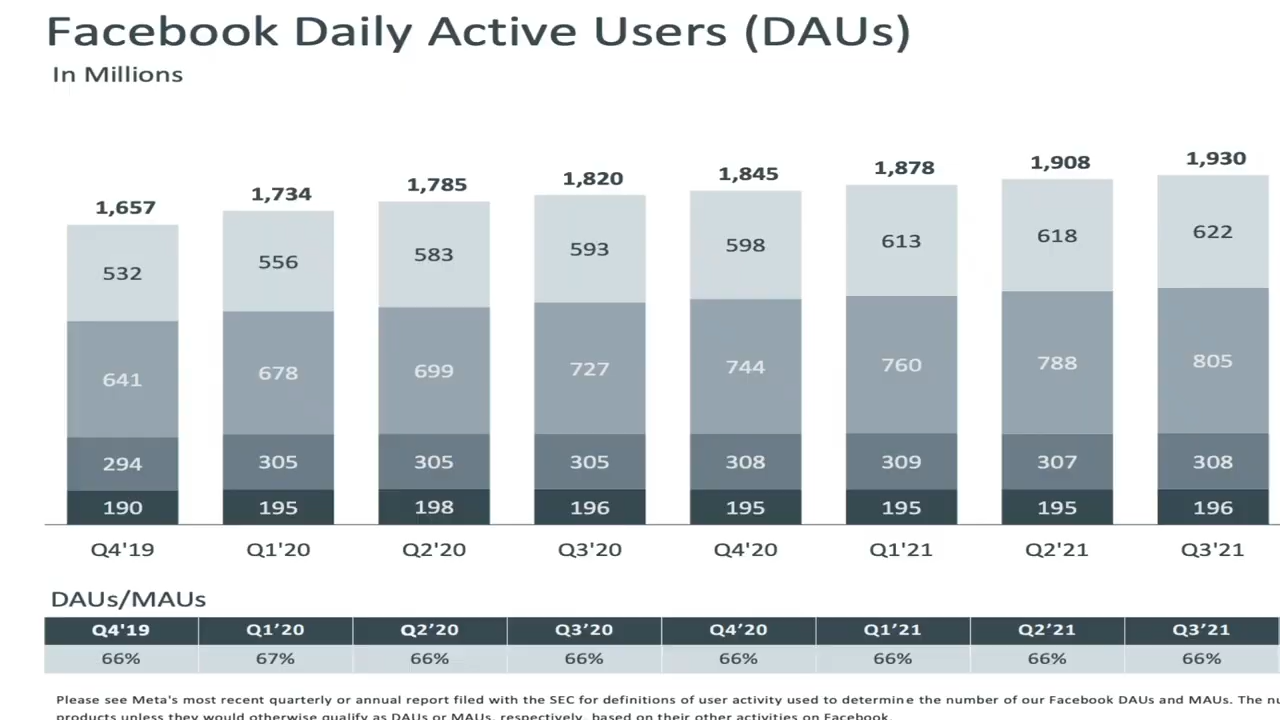 Facebook Daily Active Users (DAUs)
In Millions
1,657 1,734 1,785 1,820 1,845 1,878 1,908 1,930
532 556 583 593 598 613 618 622
641 678 699 727 744 760 788 805
294 305 305 305 308 309 307 308
190 195 198 196 195 195 195 196
Q4'19 Q1'20 Q2'20 Q3'20 Q4'20 Q1'21 Q2'21 Q3'21
DAUs/MAUs
Q4'19 Q1’20 Q2’20 Q3’20 Q4’20 Q1’21 Q2’21 Q3’21
66% 67% 66% 66% 66% 66% 66% 66%
Please see Meta's most recent quarterly or annual report filed with the SEC for definitions of user activity used to determine the number of our Facebook DAUs and MAUs. The
products unless they would otherwise qualify as DAUs or MAUs, respectively, based on their other activities on Facebook.